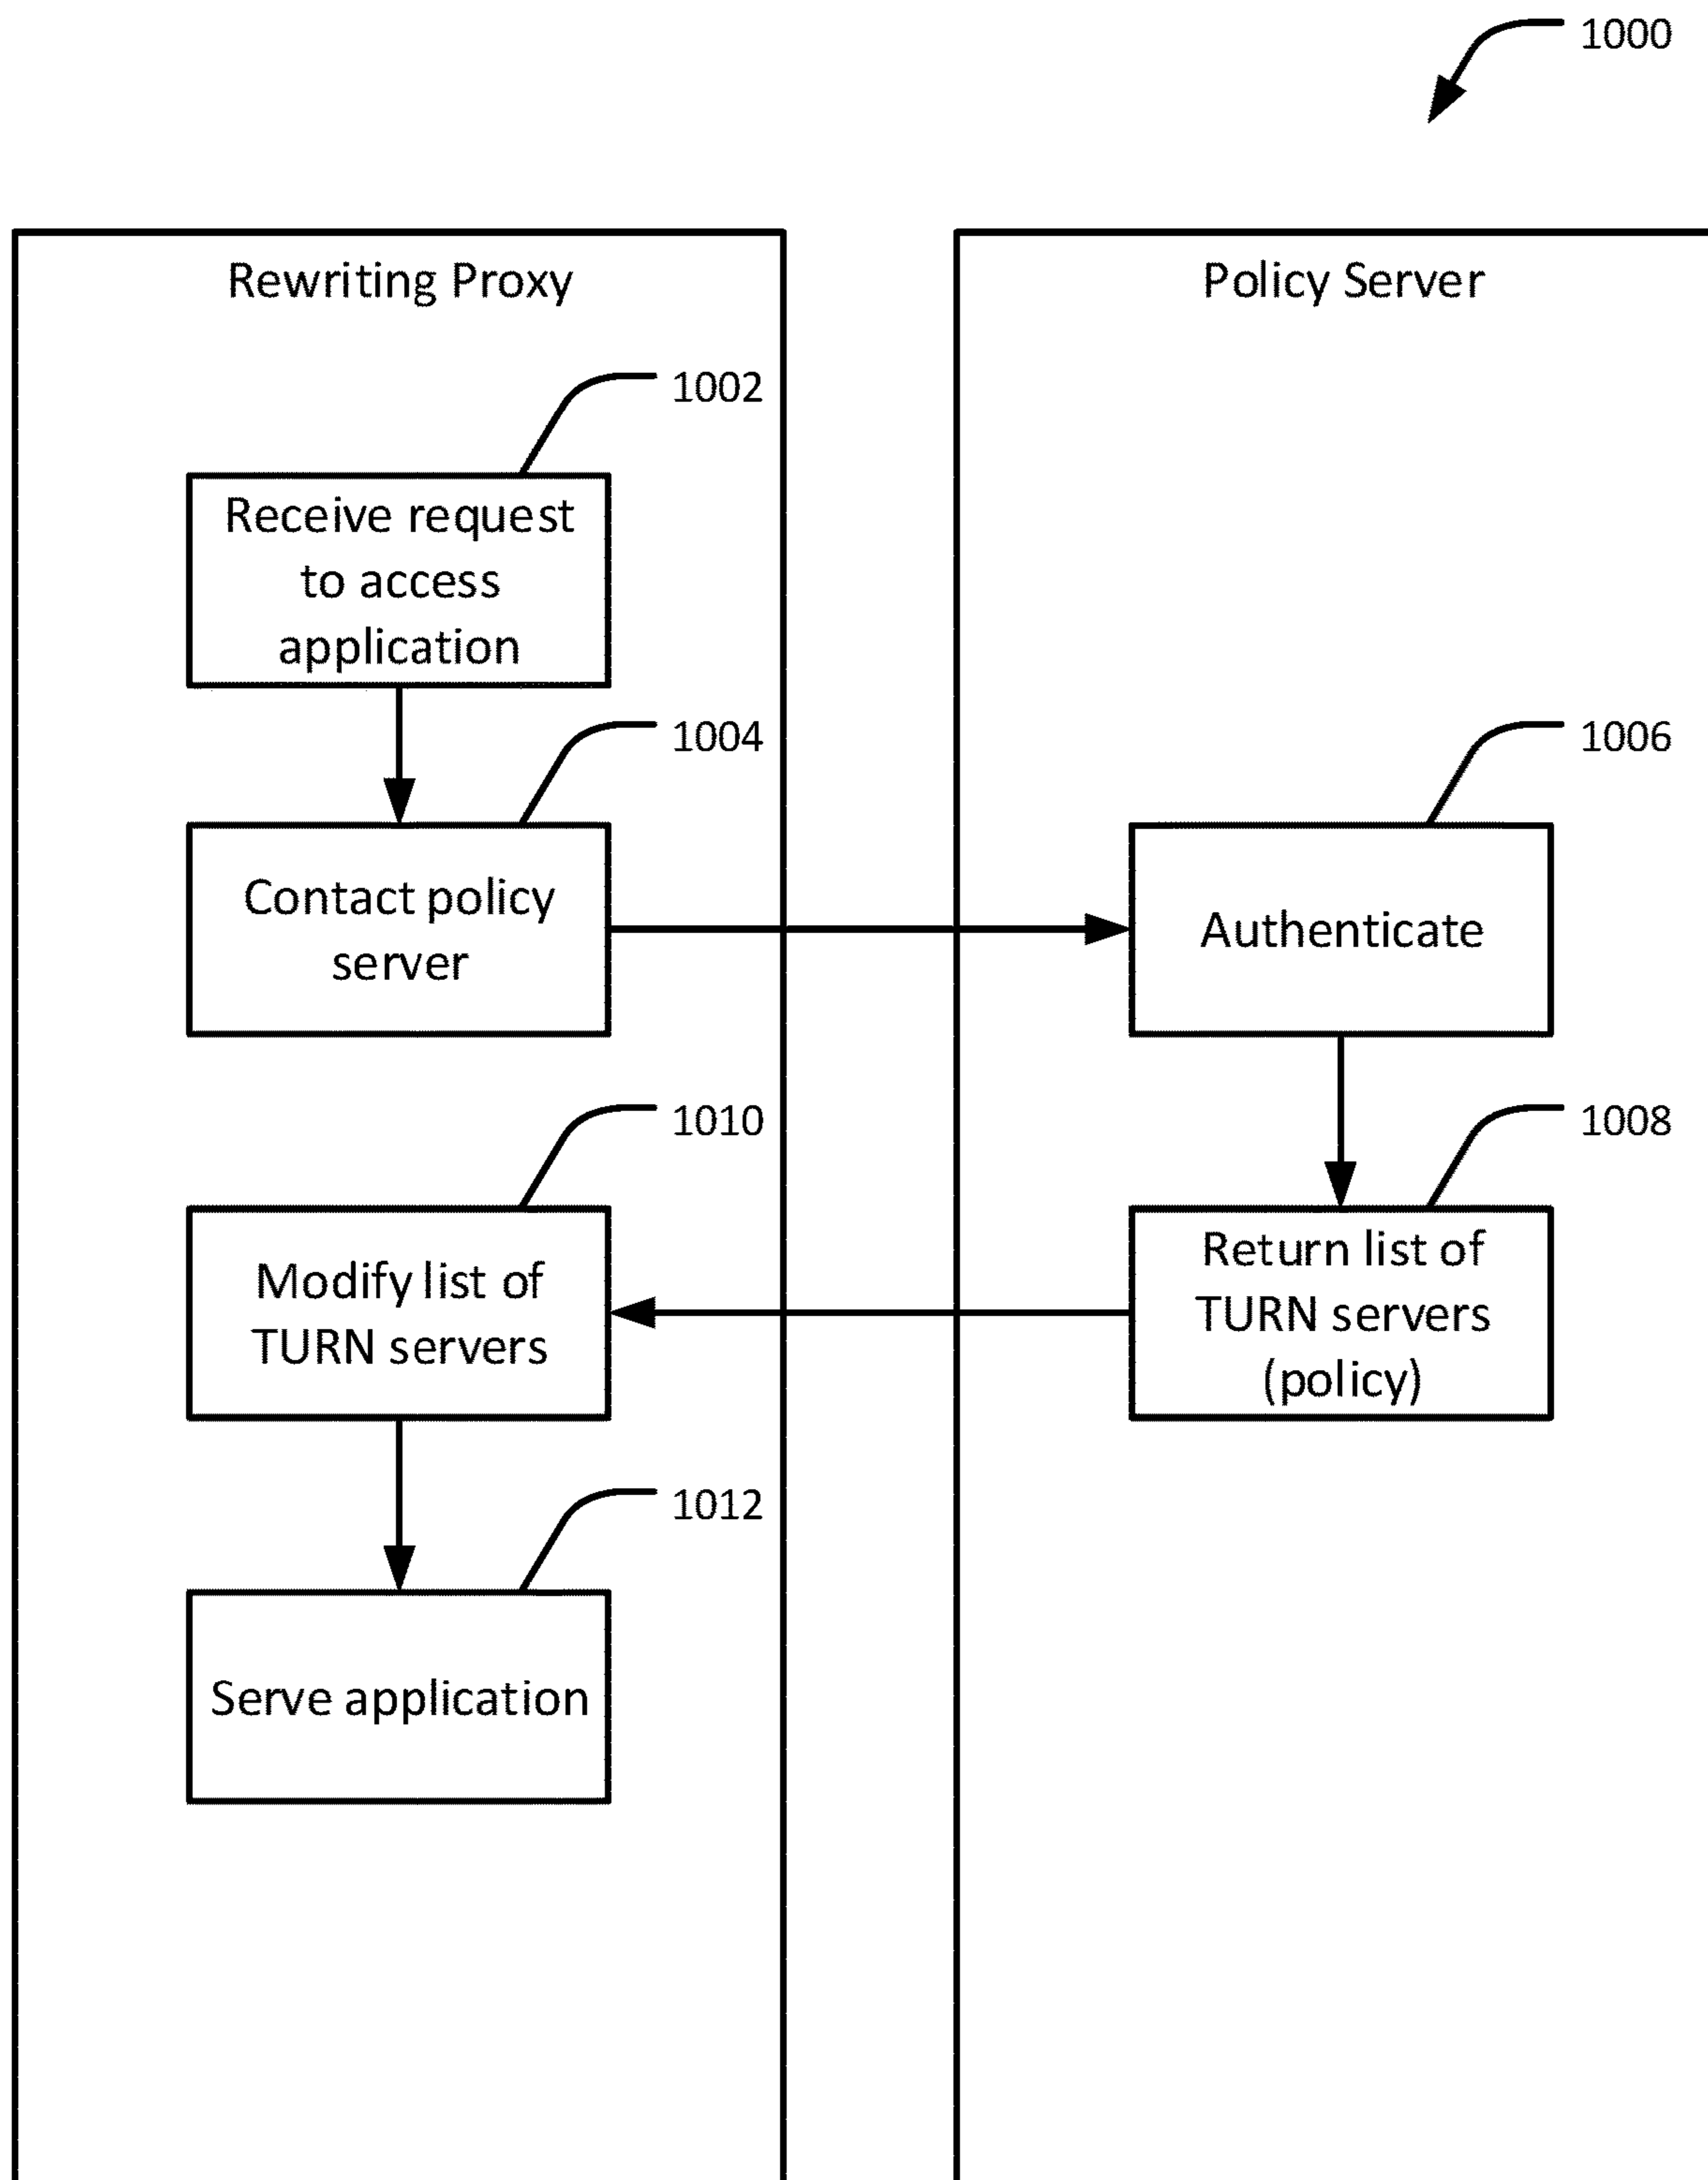 1000
Rewriting Proxy
Policy Server
1002
Receive request
to access
application
1004
Contact policy
server
1006
Authenticate
1010
Modify list of
TURN servers
1008
Return list of
TURN servers
(policy)
1012
Serve application